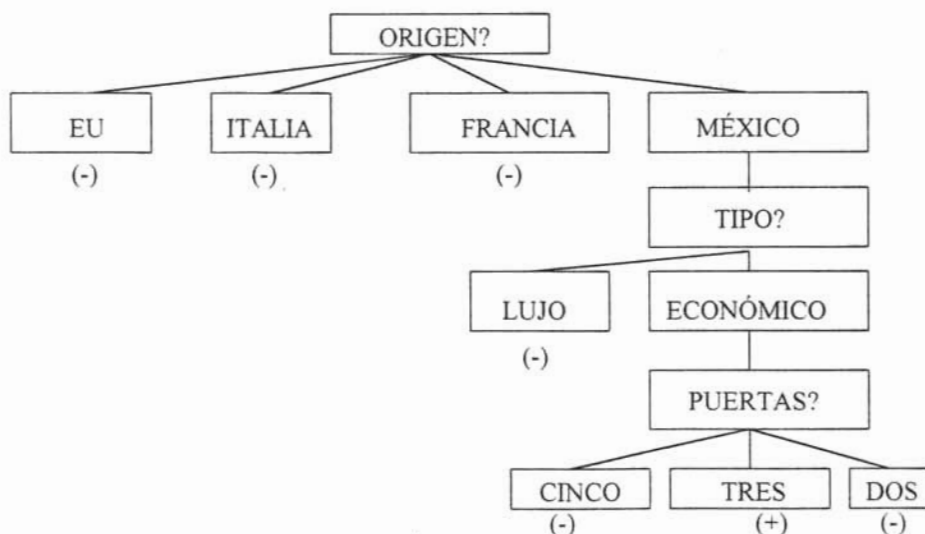 ORIGEN?
EU ITALIA FRANCIA MÉXICO
(-) (-) (-)
TIPO?
LUJO ECONÓMICO
(-)
PUERTAS?
CINCO TRES DOS
(-) (+) (-)